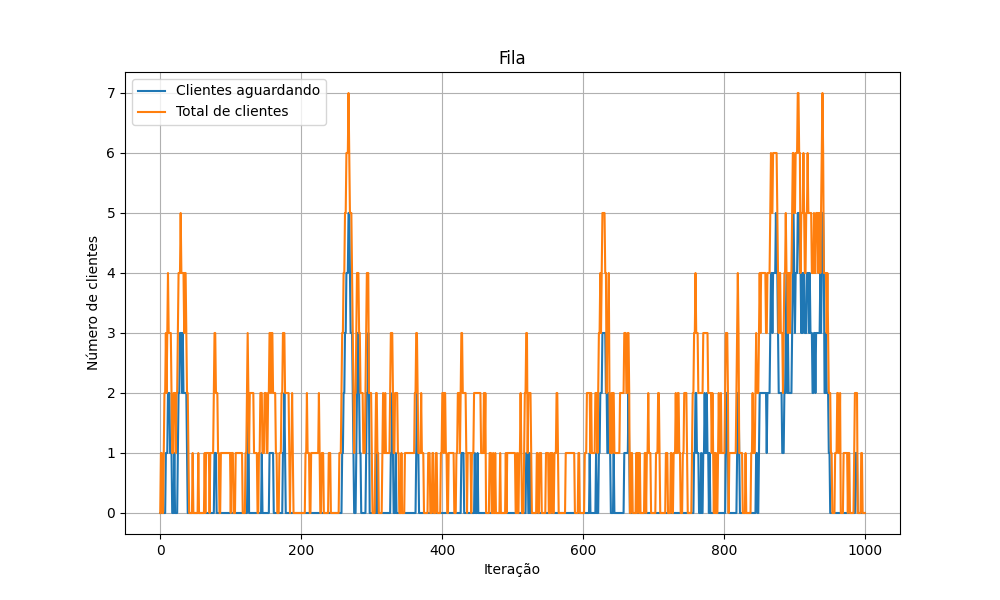 Fila
Clientes aguardando
Total de clientes
Número de clientes
7
6
5
4
3
2
1
0
0 200 400 600 800 1000
Iteração